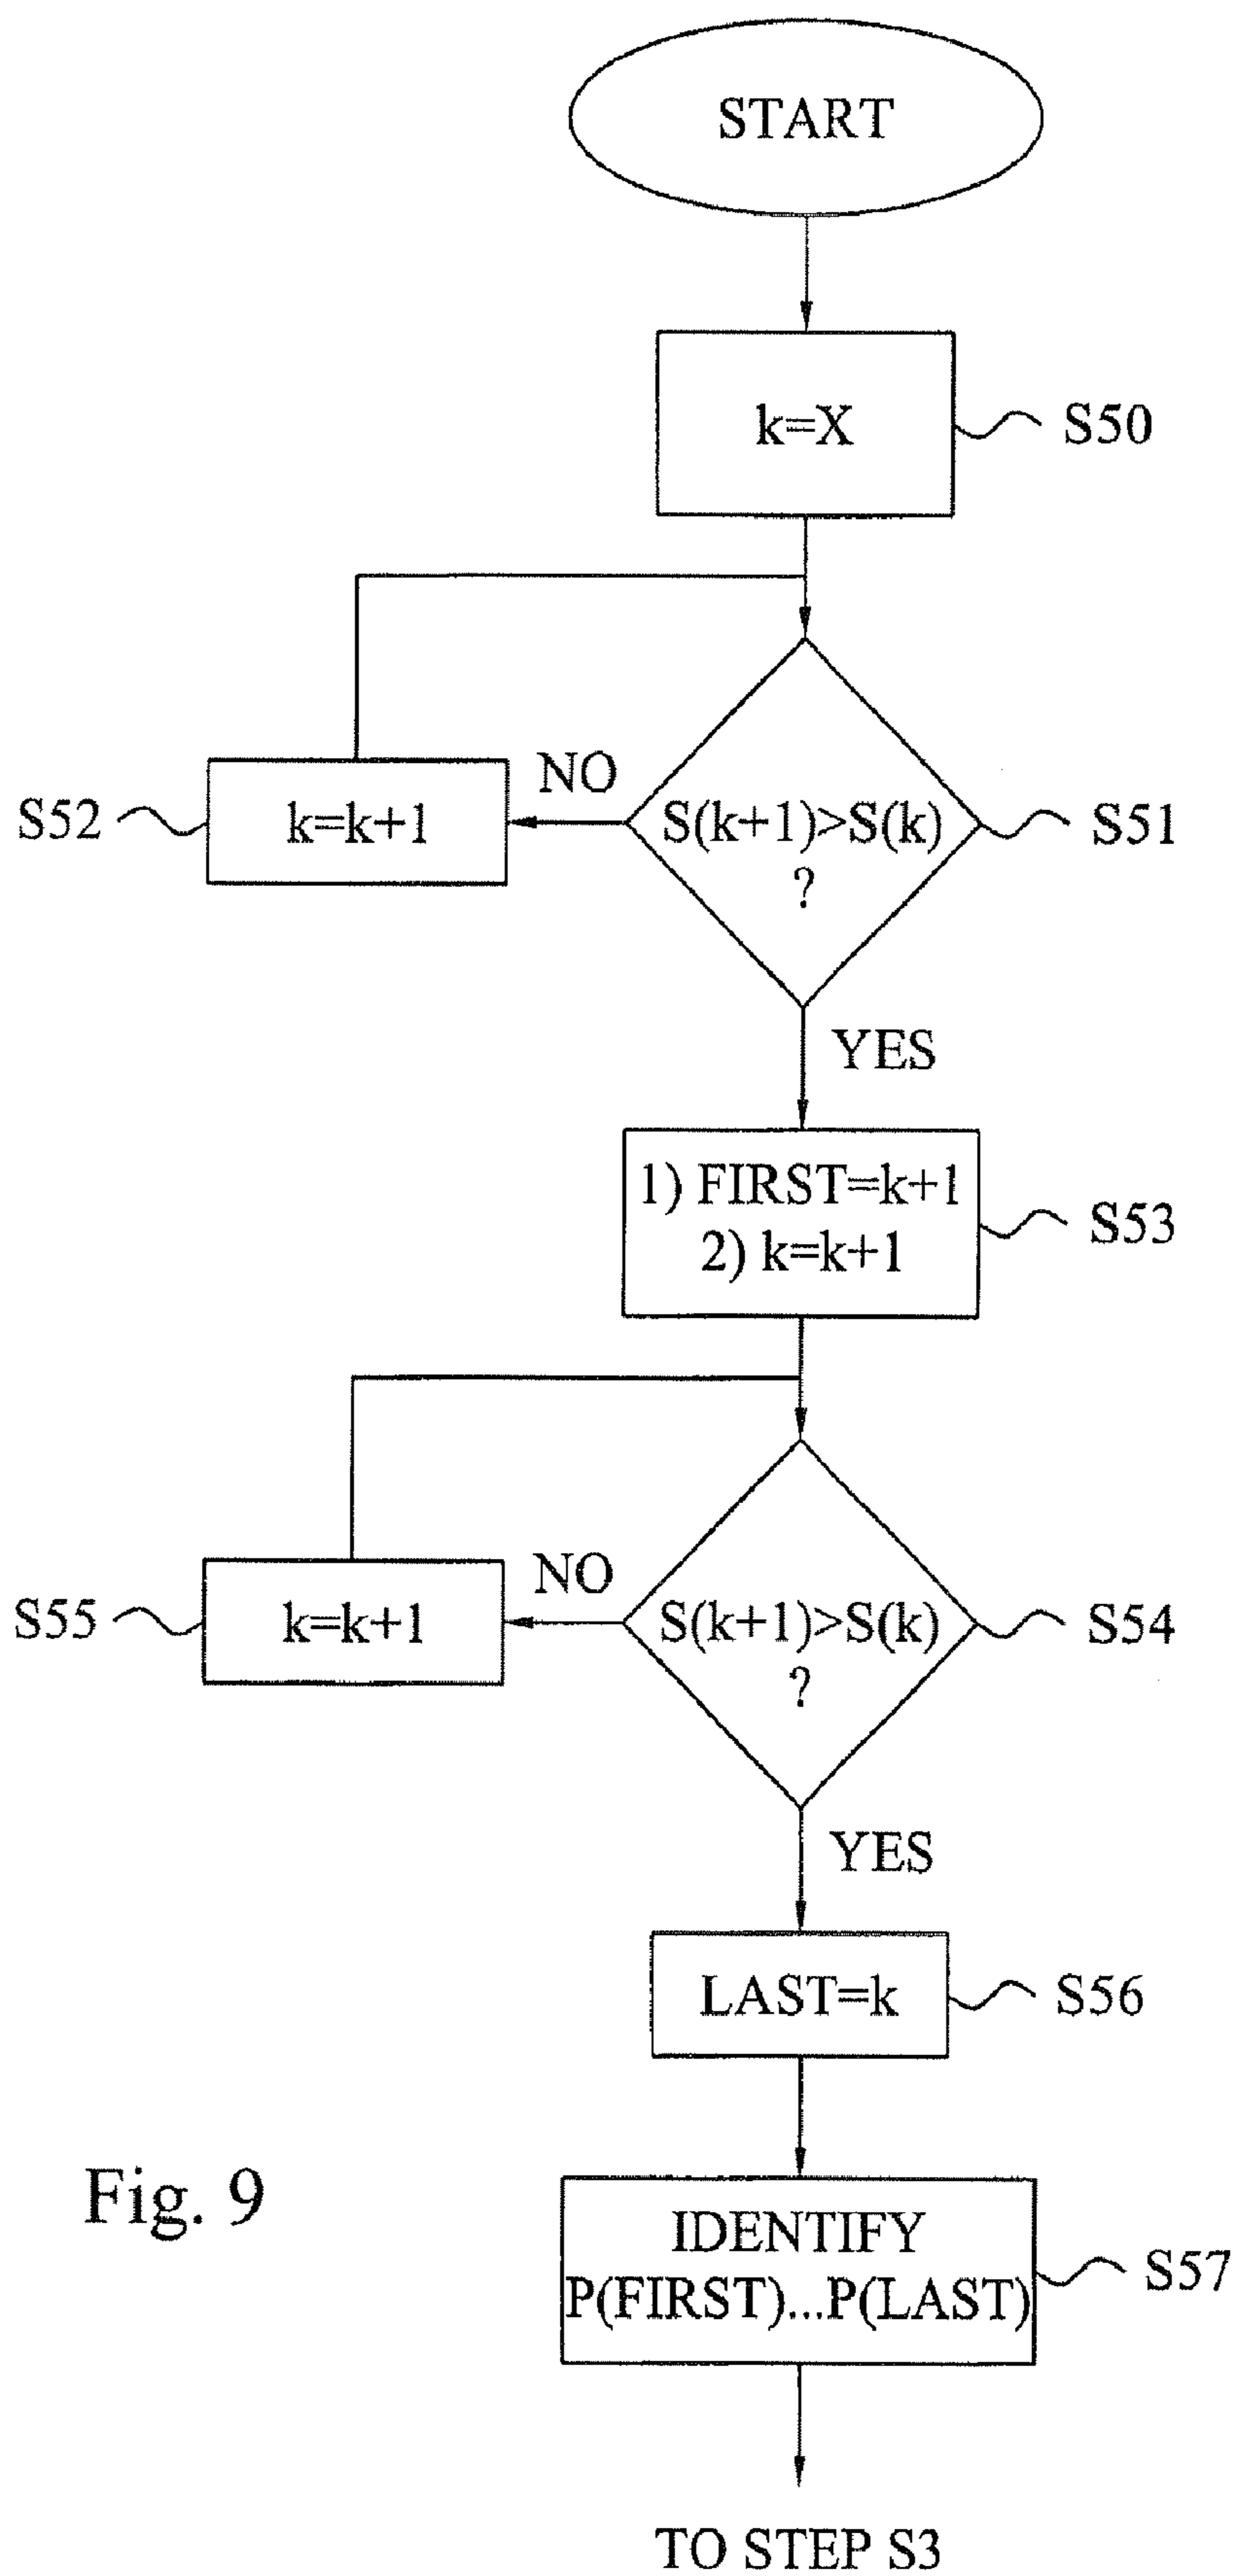 START
k=X
S50
NO
S52
k=k+1
S(k+1)>S(k)
?
S51
YES
1) FIRST=k+1
2) k=k+1
S53
NO
S55
k=k+1
S(k+1)>S(k)
?
S54
YES
LAST=k
S56
Fig. 9
IDENTIFY
P(FIRST)...P(LAST)
S57
TO STEP S3